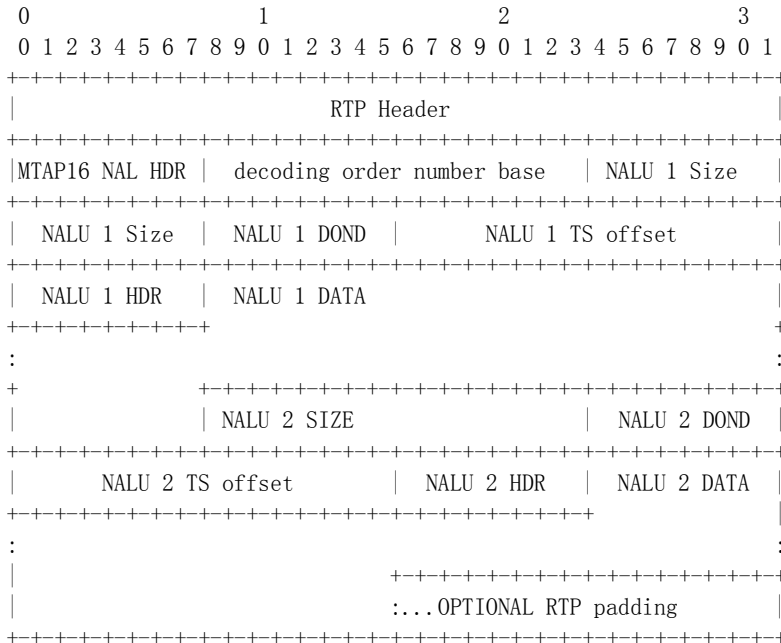 0 1 2 3
0 1 2 3 4 5 6 7 8 9 0 1 2 3 4 5 6 7 8 9 0 1 2 3 4 5 6 7 8 9 0 1
RTP Header
MTAP16 NAL HDR | decoding order number base | NALU 1 Size
NALU 1 Size | NALU 1 DOND | NALU 1 TS offset
NALU 1 HDR | NALU 1 DATA
: :
NALU 2 SIZE | NALU 2 DOND
NALU 2 TS offset | NALU 2 HDR | NALU 2 DATA
: :
:...OPTIONAL RTP padding